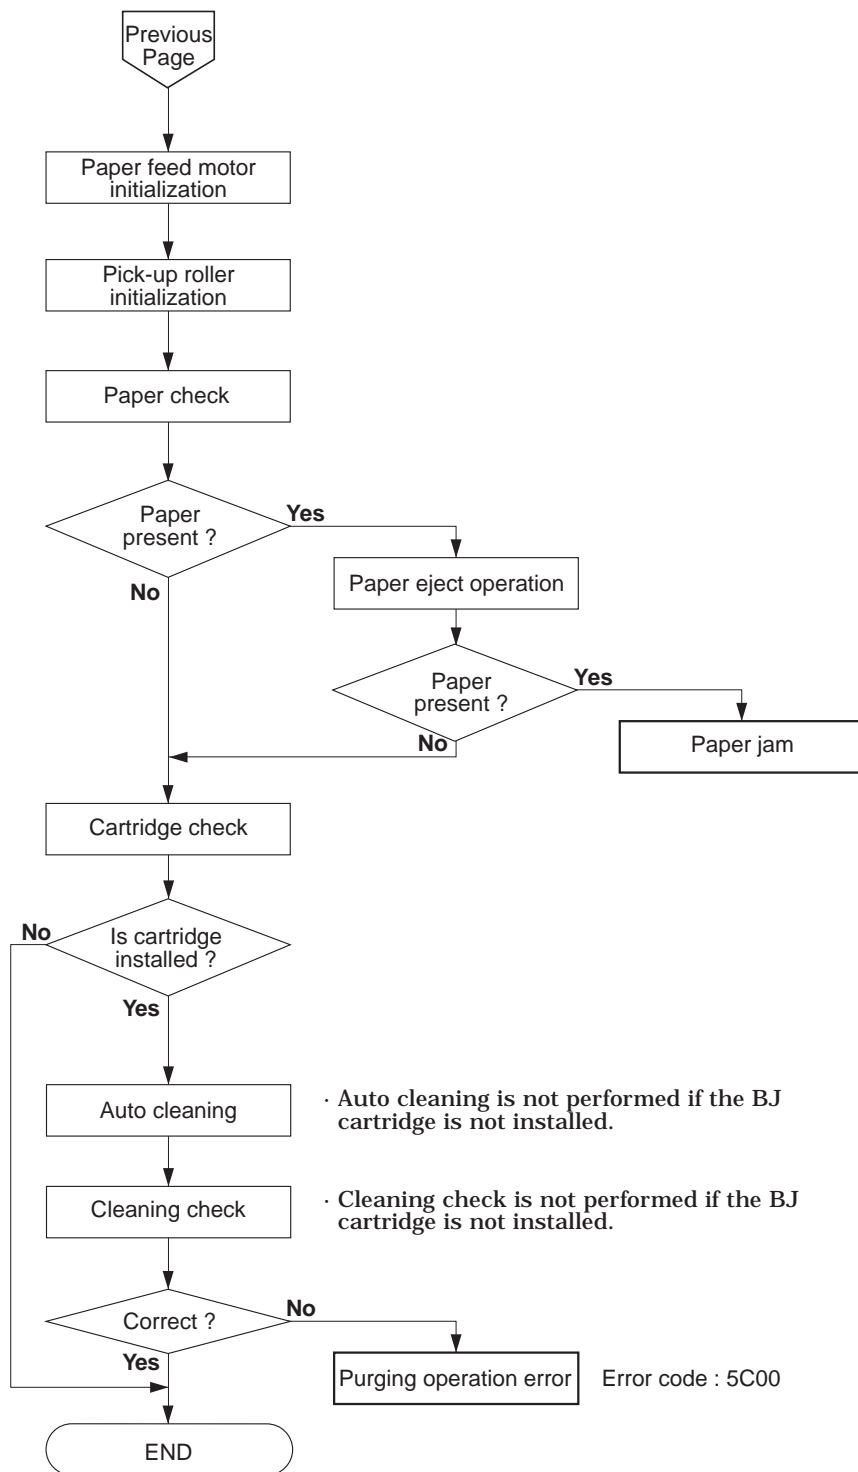 Previous
Page
Paper feed motor
initialization
Pick-up roller
initialization
Paper check
Paper
present ?
Yes
No
Paper eject operation
Paper
present ?
Yes
No
Paper jam
Cartridge check
Is cartridge
installed ?
No
Yes
Auto cleaning
· Auto cleaning is not performed if the BJ
cartridge is not installed.
Cleaning check
· Cleaning check is not performed if the BJ
cartridge is not installed.
Correct ?
No
Yes
Purging operation error
Error code : 5C00
END